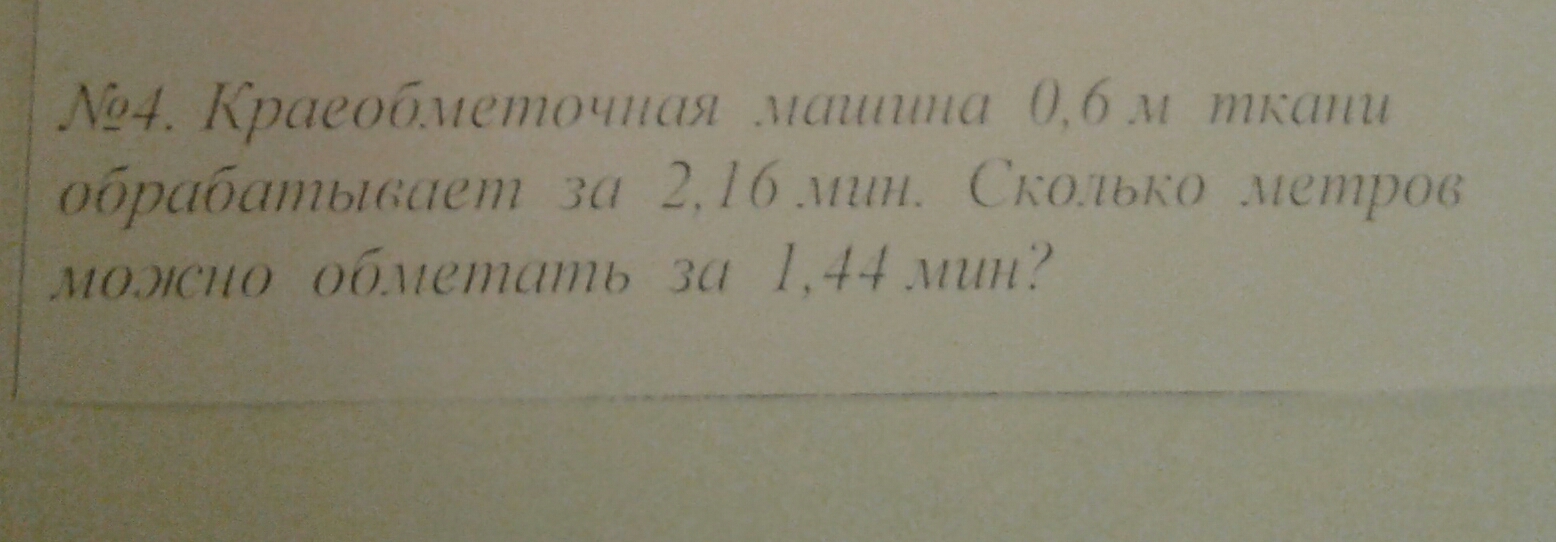 №4. Краеобметочная машина 0,6 м ткани
обрабатывает за 2,16 мин. Сколько метров
можно обметать за 1,44 мин?